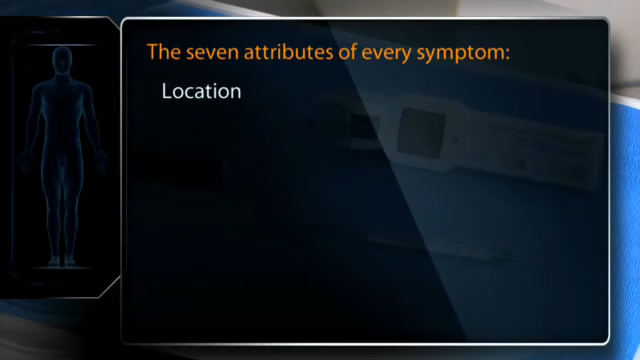 The seven attributes of every symptom:
Location